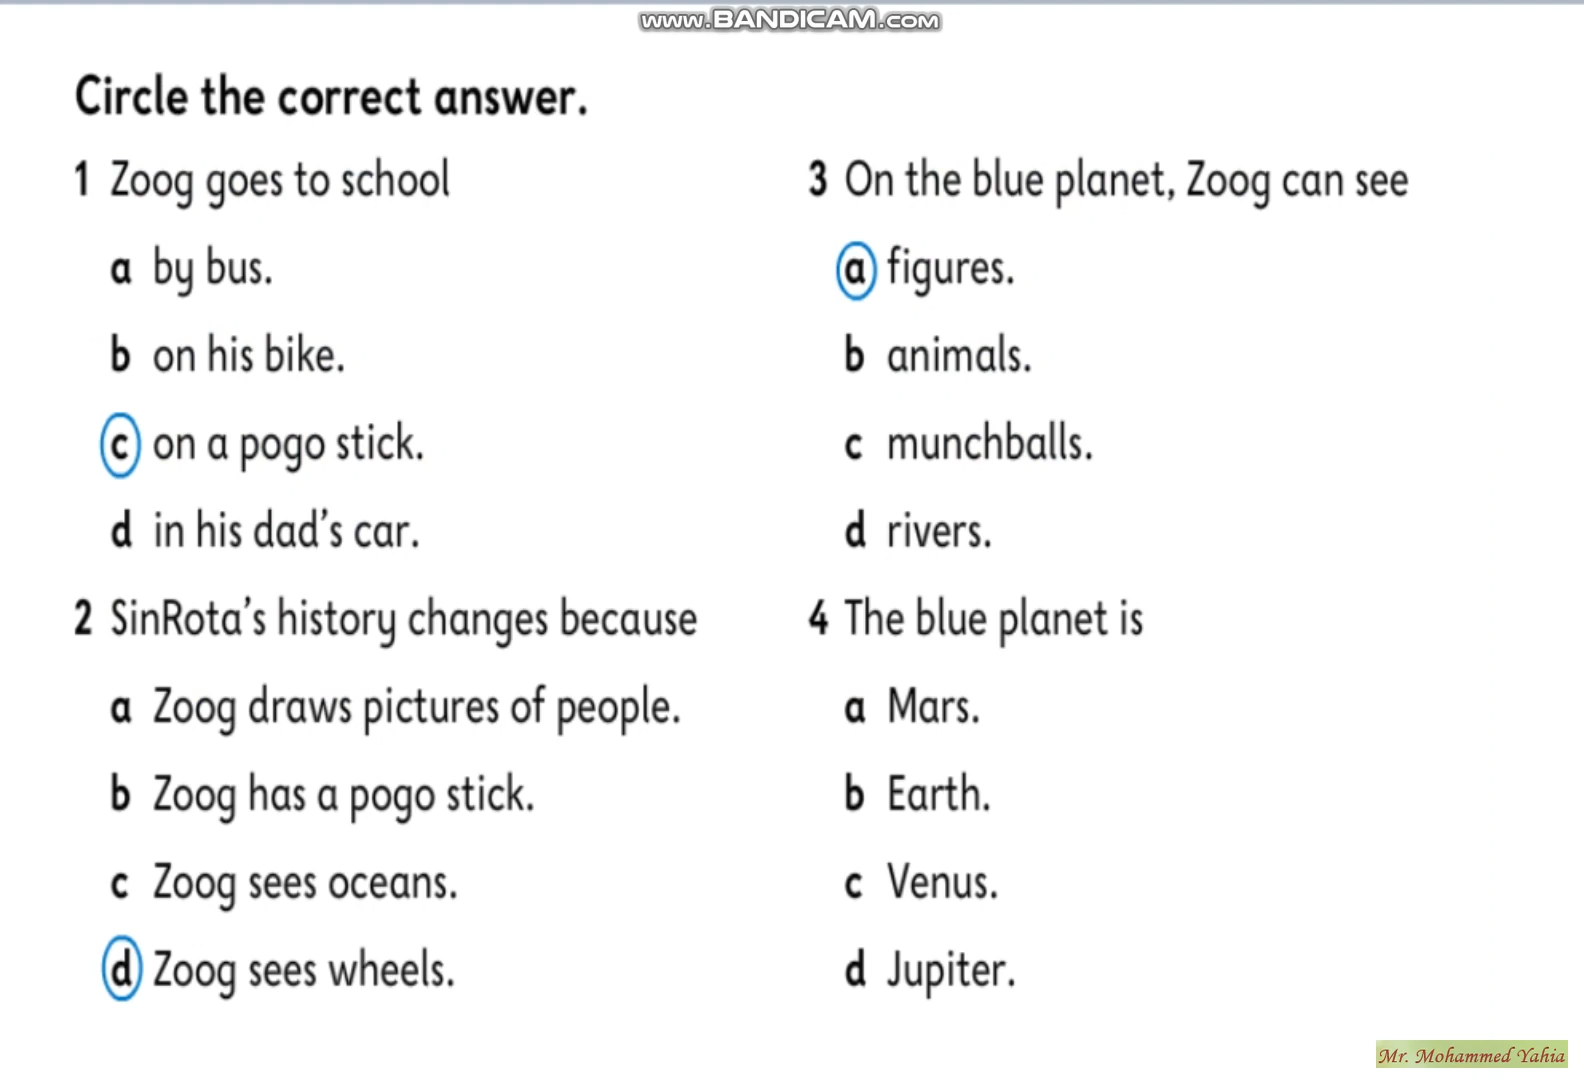 www.BANDICAM.com
Circle the correct answer.
1 Zoog goes to school
a by bus.
b on his bike.
c on a pogo stick.
d in his dad's car.
2 SinRota's history changes because
a Zoog draws pictures of people.
b Zoog has a pogo stick.
c Zoog sees oceans.
d Zoog sees wheels.
3 On the blue planet, Zoog can see
a figures.
b animals.
c munchballs.
d rivers.
4 The blue planet is
a Mars.
b Earth.
c Venus.
d Jupiter.
Mr. Mohammed Yahia